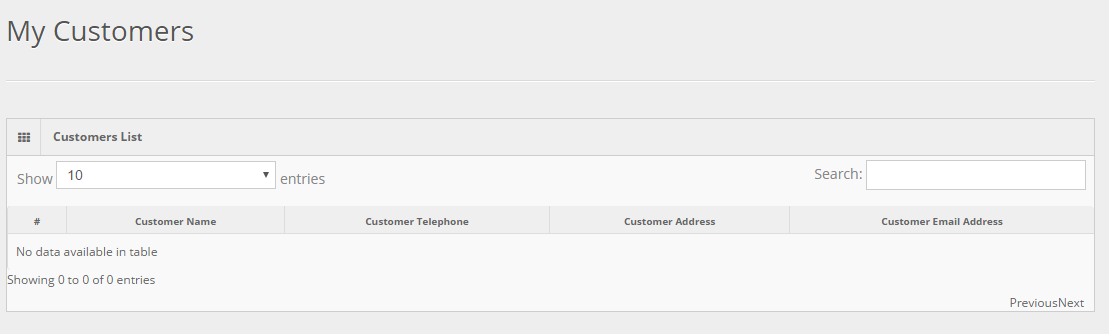 My Customers
Customers List
Show 10 entries Search:
# Customer Name Customer Telephone Customer Address Customer Email Address
No data available in table
Showing 0 to 0 of 0 entries
PreviousNext